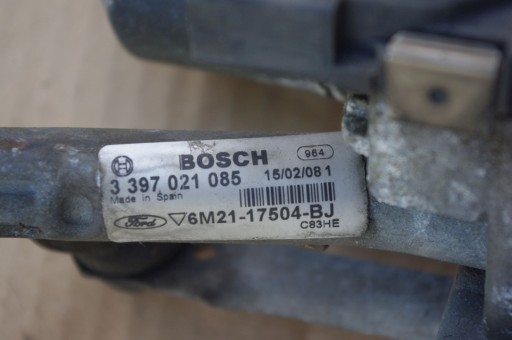 BOSCH 964
3 397 021 085 15/02/08 1
Made in Spain
Ford 6M21-17504-BJ
C83HE